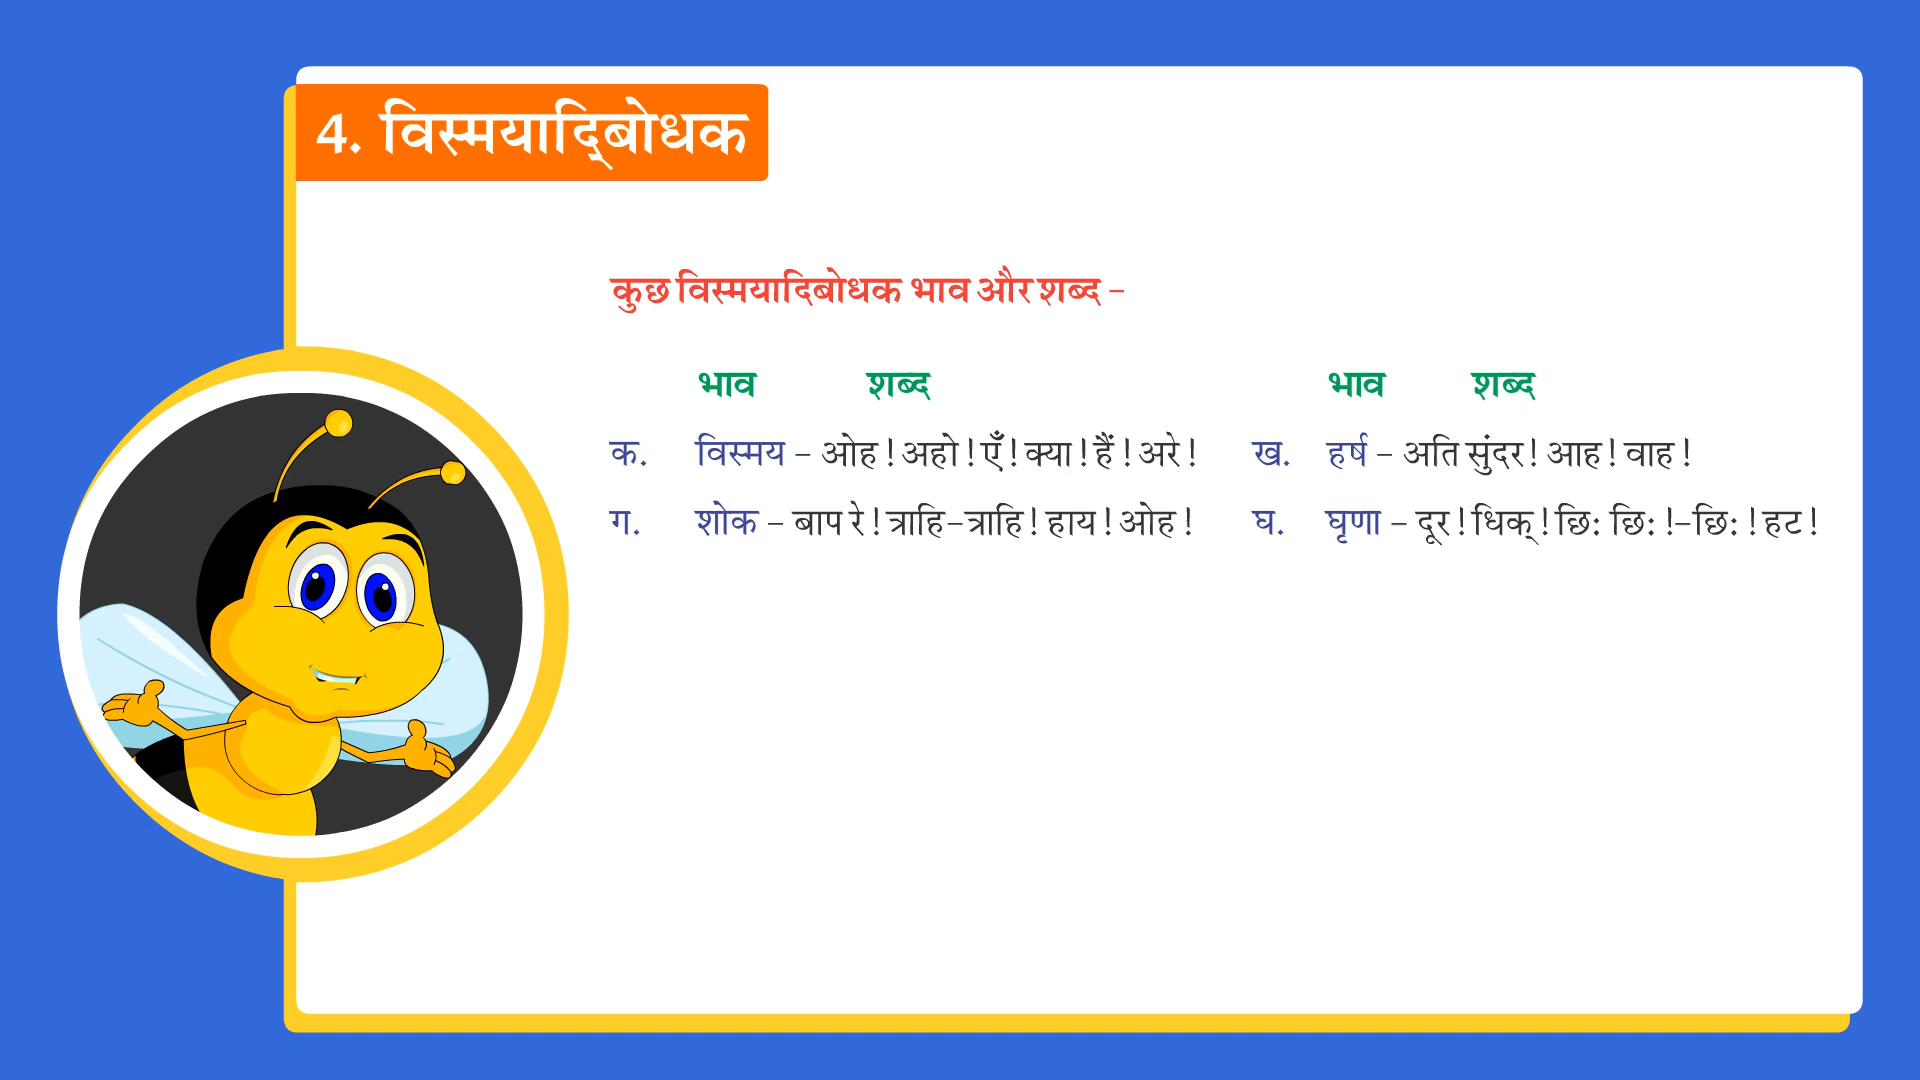 4. विस्मयादि्बोधक
कुछ विस्मयादिबोधक भाव और शब्द –
भाव शब्द भाव शब्द
क. विस्मय – ओह ! अहो ! एँ ! क्या ! हैं ! अरे ! ख. हर्ष – अति सुंदर ! आह ! वाह !
ग. शोक – बाप रे ! त्राहि-त्राहि ! हाय ! ओह ! घ. घृणा – दूर ! धिक् ! छिः छिः !-छिः ! हट !